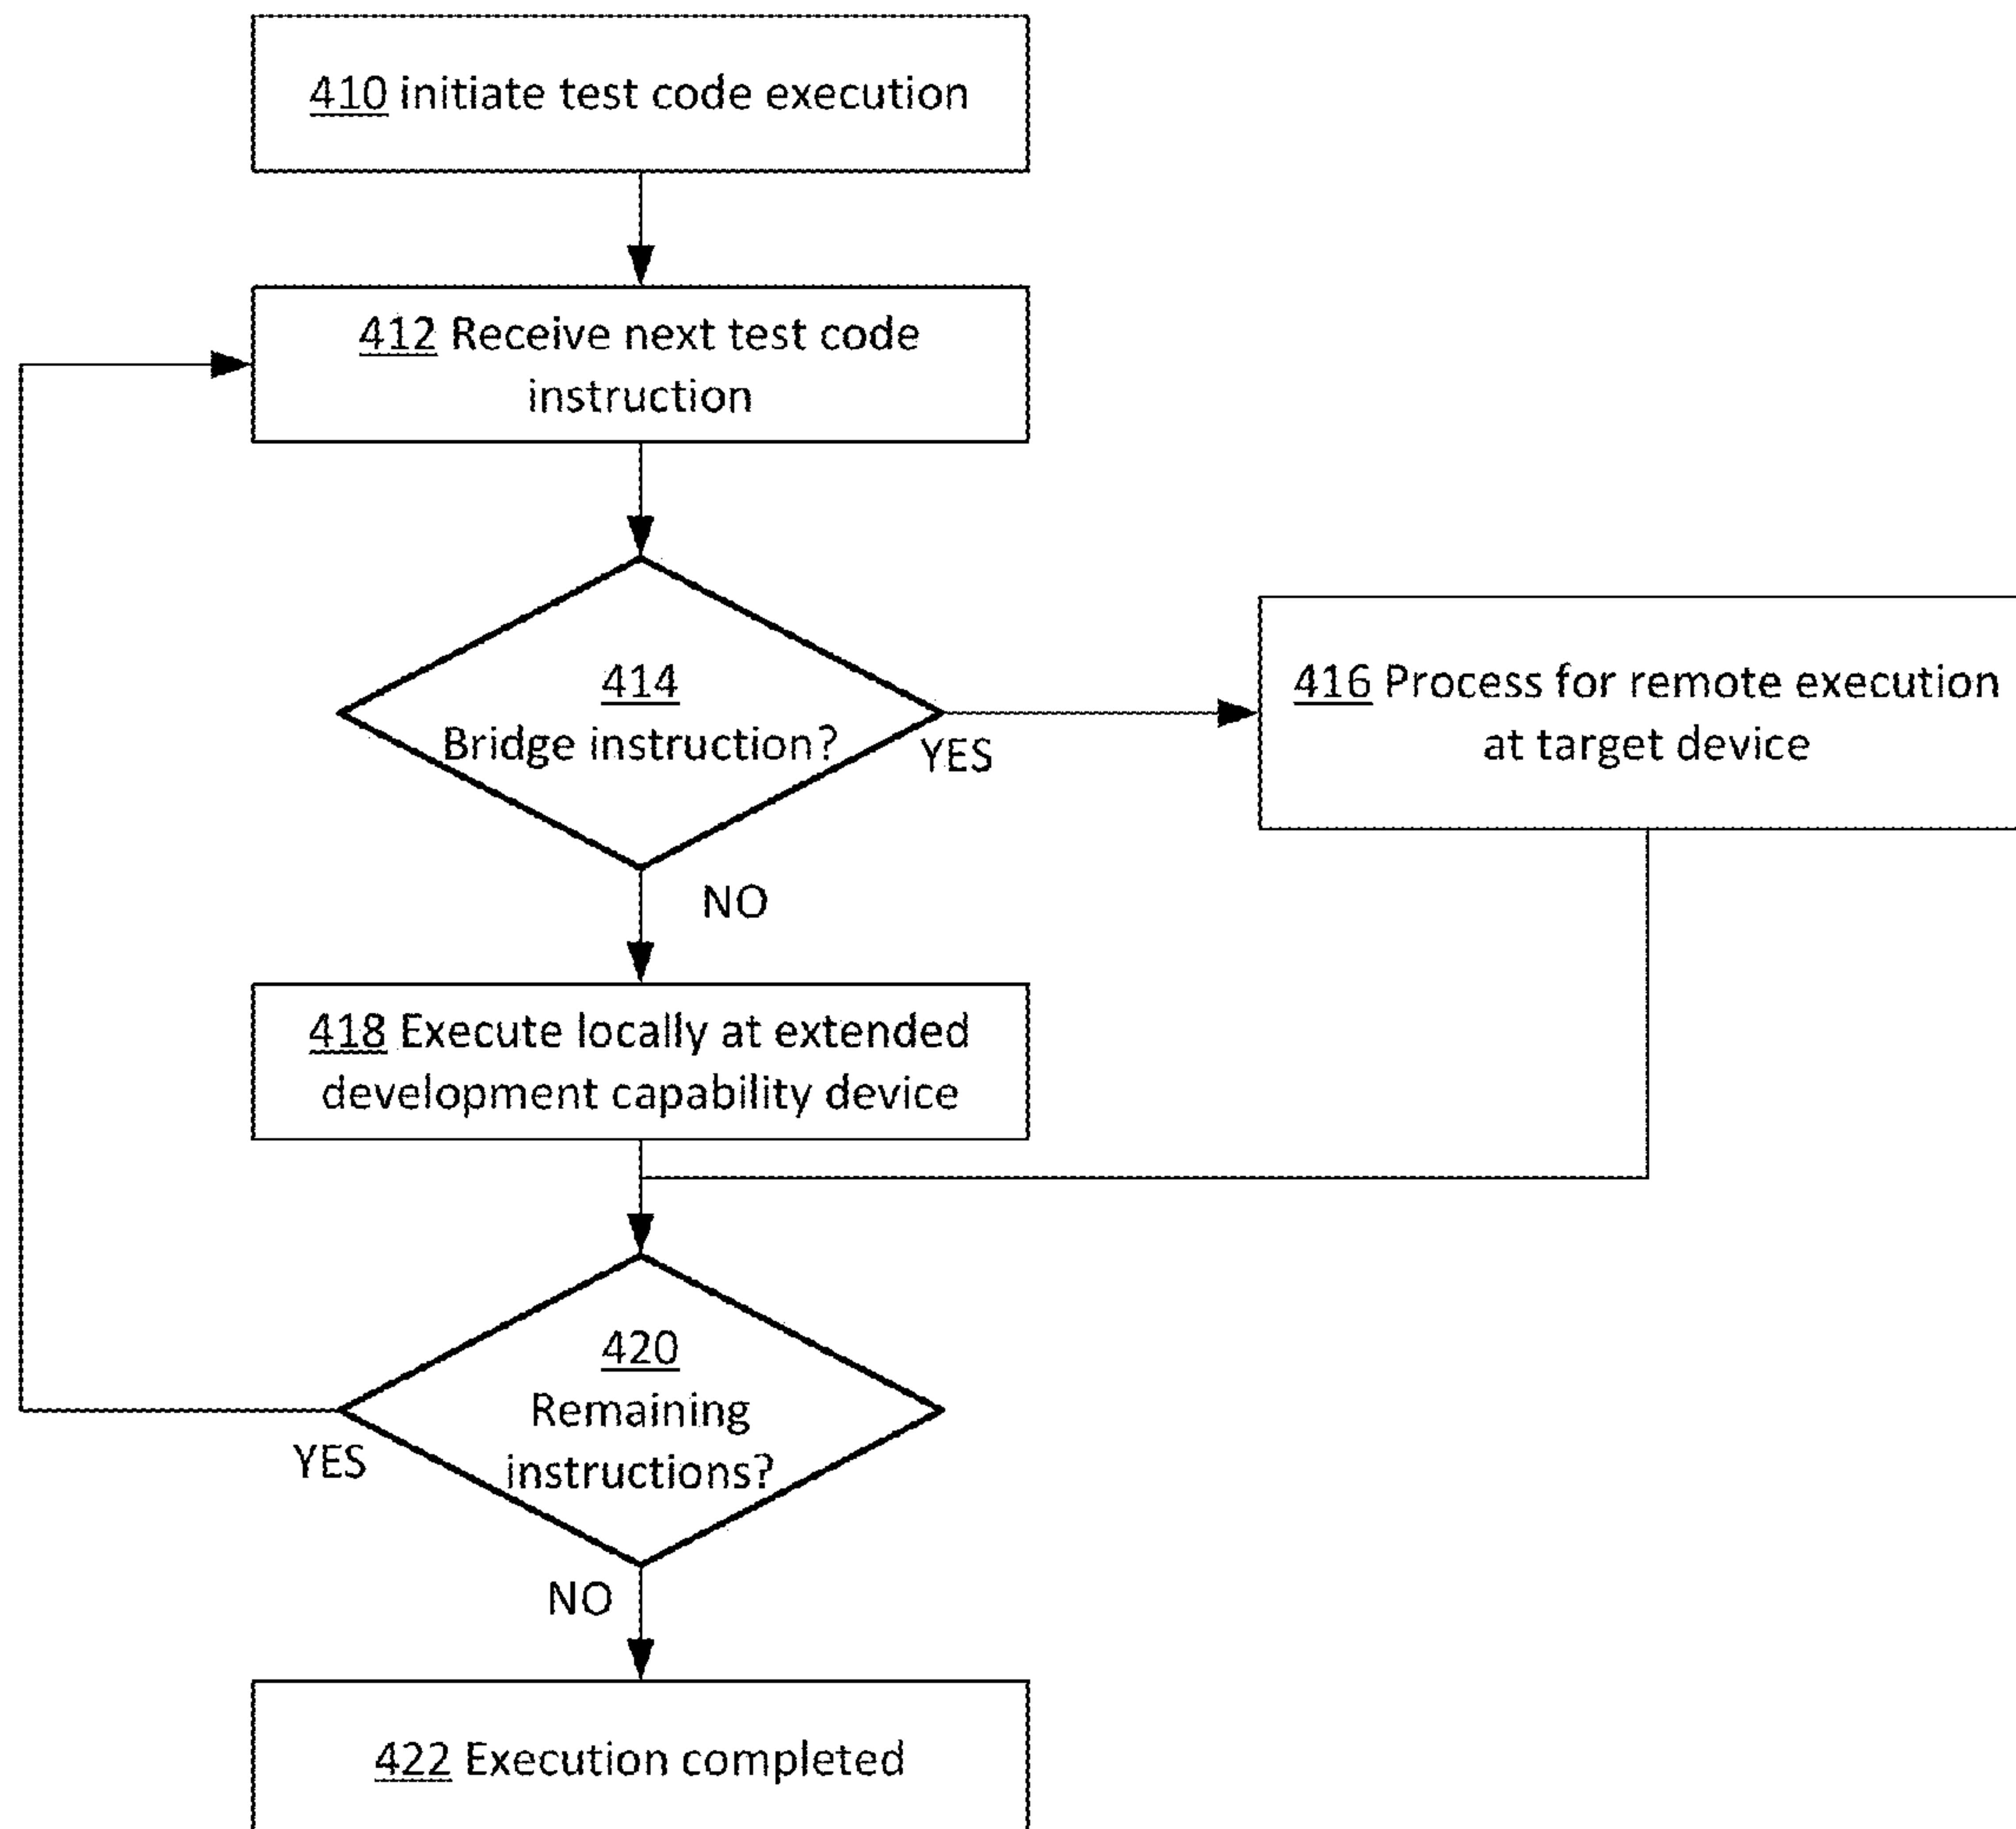 410 initiate test code execution
412 Receive next test code
instruction
414
Bridge instruction?
YES
416 Process for remote execution
at target device
NO
418 Execute locally at extended
development capability device
420
Remaining
instructions?
YES
NO
422 Execution completed